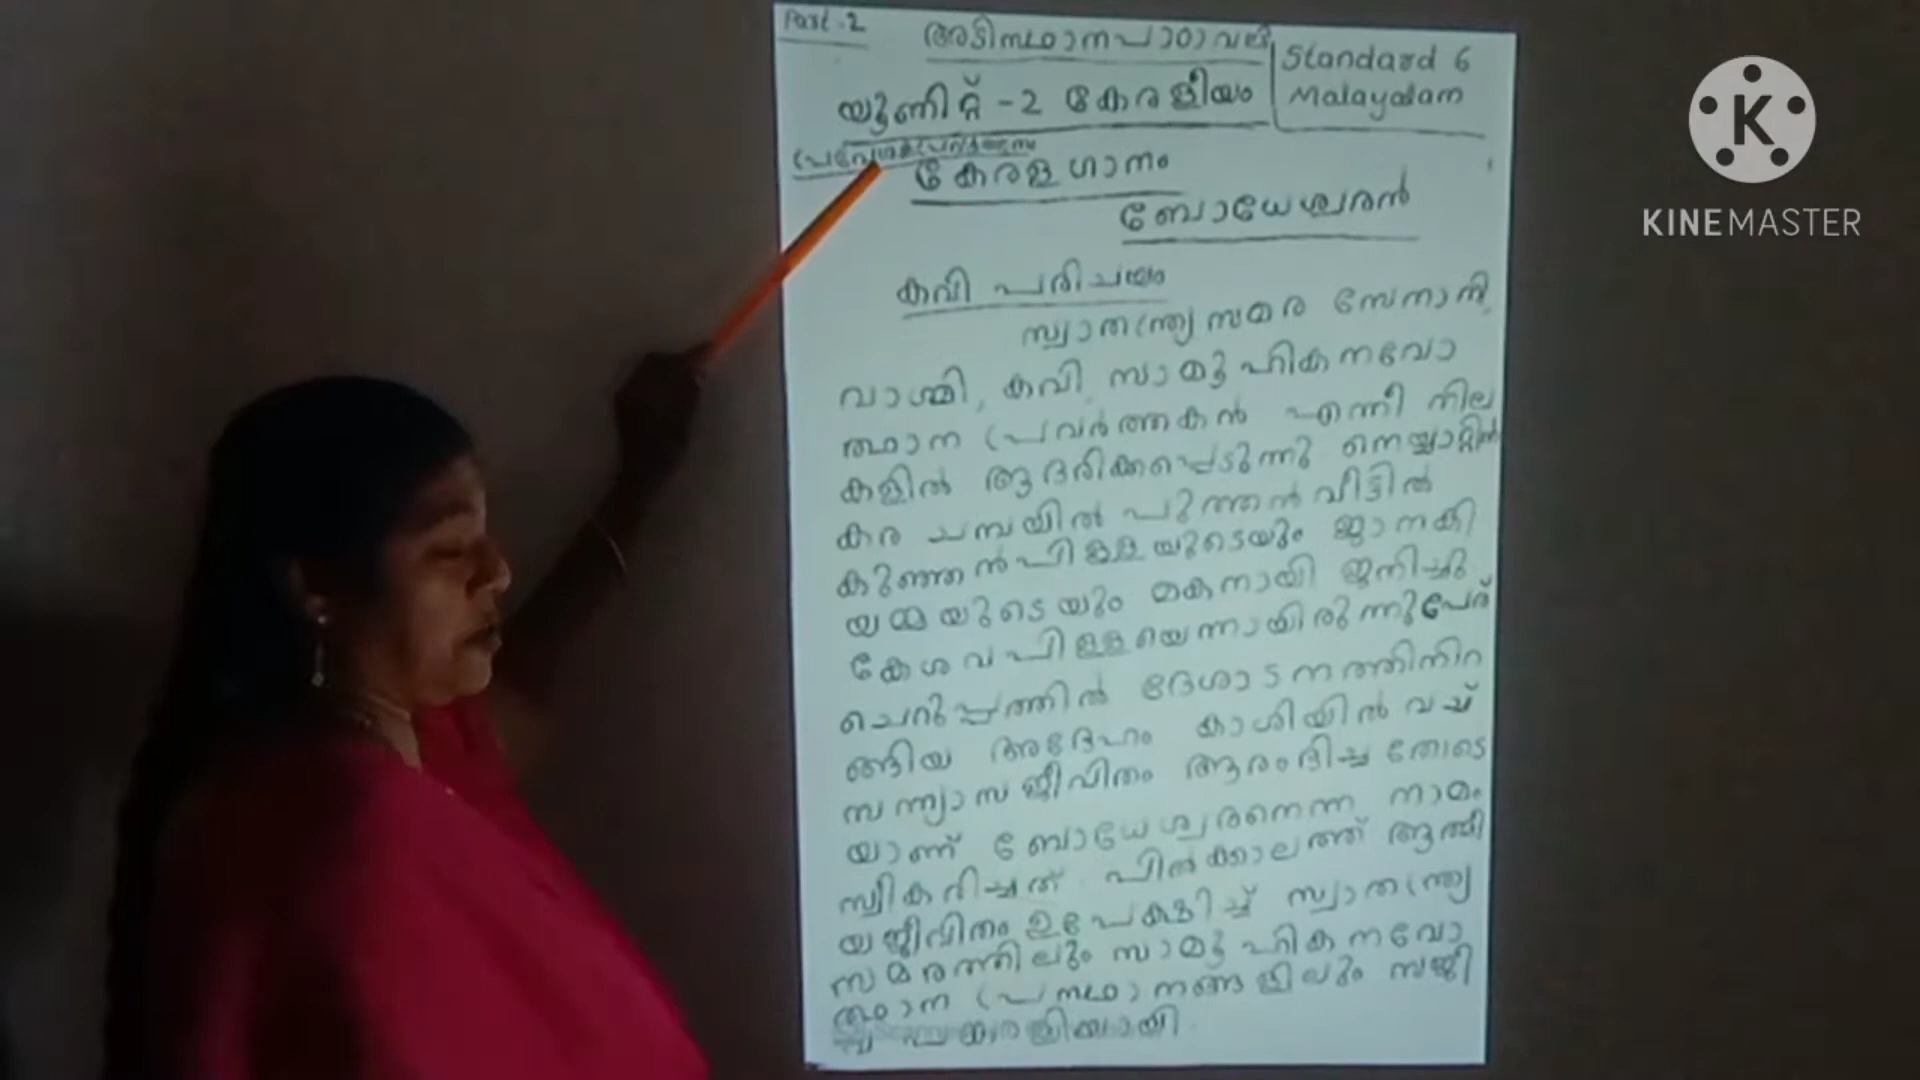 Part-2
അടിസ്ഥാനപാഠാവലി
Standard 6
Malayalam
യൂണിറ്റ് -2 കേരളീയം
കേരളഗാനം
ബോധേശ്വരൻ
കവി പരിചയം
സ്വാതന്ത്ര്യസമര സേനാനി,
വാഗ്മി, കവി, സാമൂഹികനവോ
ത്ഥാന പ്രവർത്തകൻ എന്നീ നില
കളിൽ ആദരിക്കപ്പെടുന്നു. നെയ്യാറ്റിൻ
കര ചമ്പയിൽ പുത്തൻ വീട്ടിൽ
കുഞ്ഞൻപിള്ളയുടെയും ജാനകി
യമ്മയുടെയും മകനായി ജനിച്ചു.
കേശവപിള്ളയെന്നായിരുന്നു പേര്
ചെറുപ്പത്തിൽ ദേശാടനത്തിനിറ
ങ്ങിയ അദ്ദേഹം കാശിയിൽ വച്ച്
സന്ന്യാസജീവിതം ആരംഭിച്ചതോടെ
യാണ് ബോധേശ്വരനെന്ന നാമം
സ്വീകരിച്ചത്. പിൽക്കാലത്ത് ആത്മീ
യജീവിതം ഉപേക്ഷിച്ച് സ്വാതന്ത്ര്യ
സമരത്തിലും സാമൂഹികനവോ
ത്ഥാന പ്രസ്ഥാനങ്ങളിലും സജീ
പങ്കാളിയായി.
K
KINEMASTER